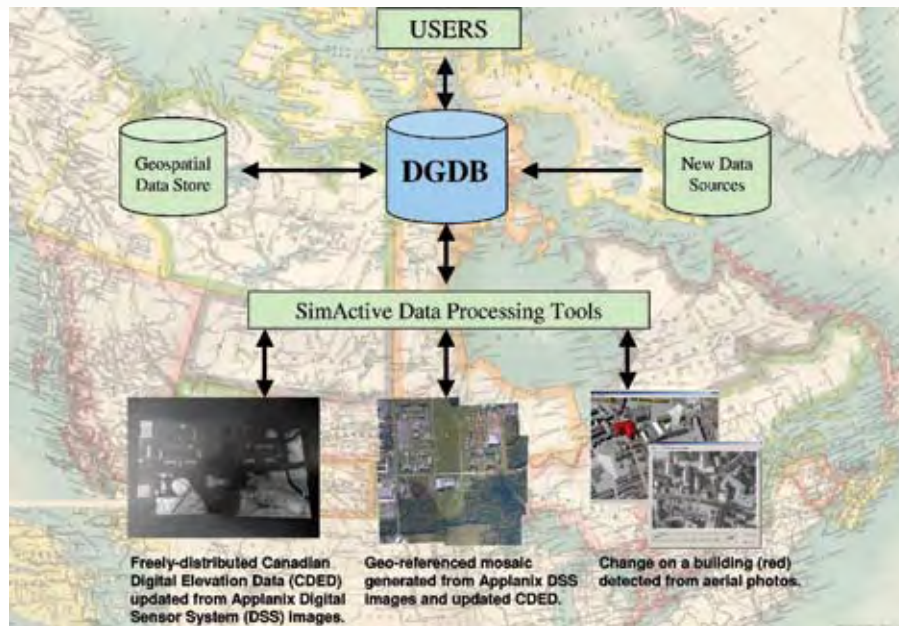 USERS
Geospatial
Data Store
DGDB
New Data
Sources
SimActive Data Processing Tools
Freely-distributed Canadian
Digital Elevation Data (CDED)
updated from Applanix Digital
Sensor System (DSS) images.
Geo-referenced mosaic
generated from Applanix DSS
images and updated CDED.
Change on a building (red)
detected from aerial photos.